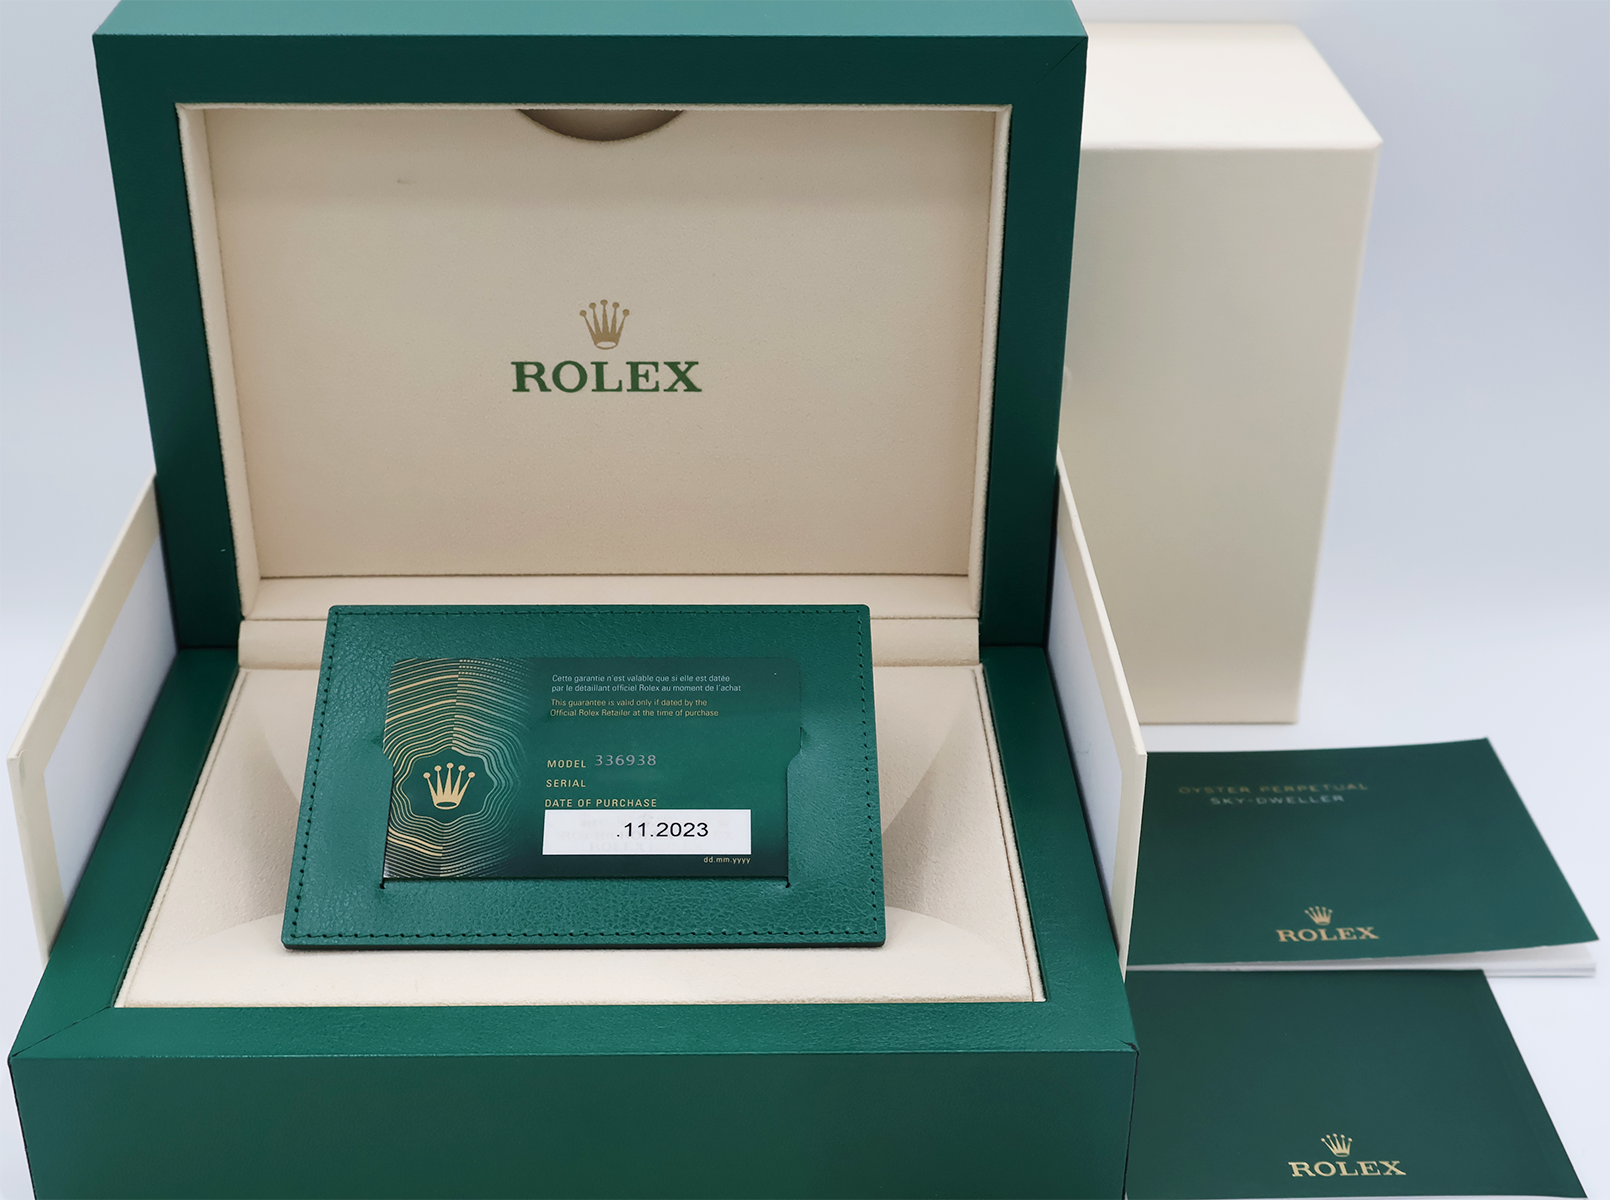 ROLEX
Cette garantie n'est valable que si elle est datée
par le détaillant officiel Rolex au moment de l'achat
This guarantee is valid only if dated by the
Official Rolex Retailer at the time of purchase
MODEL 336938
SERIAL
DATE OF PURCHASE
.11.2023
dd.mm.yyyy
OYSTER PERPETUAL
SKY-DWELLER
ROLEX
ROLEX